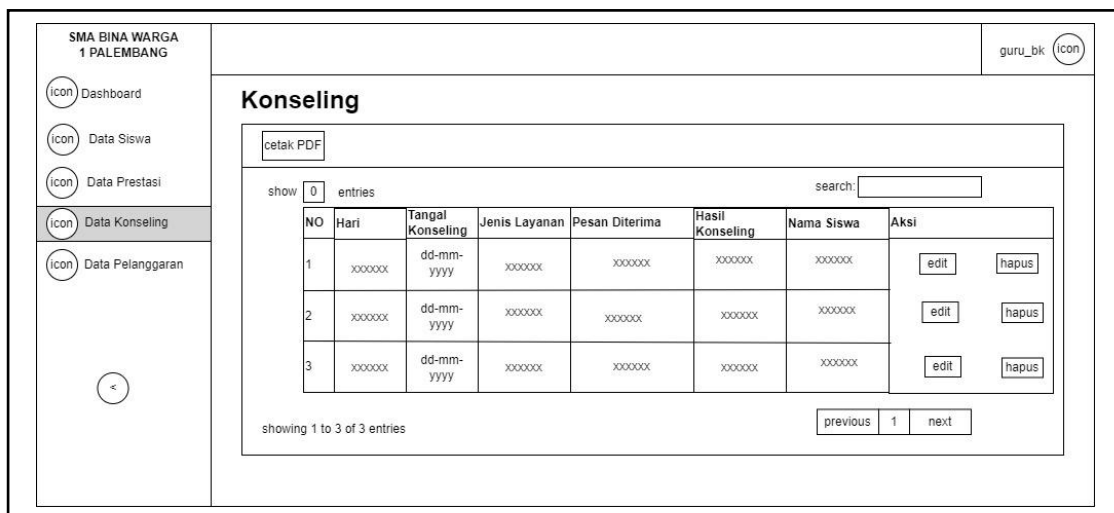 SMA BINA WARGA
1 PALEMBANG
guru_bk
icon
icon
Dashboard
icon
Data Siswa
icon
Data Prestasi
icon
Data Konseling
icon
Data Pelanggaran
<
Konseling
cetak PDF
show 0 entries
search:
NO Hari Tangal Konseling Jenis Layanan Pesan Diterima Hasil Konseling Nama Siswa Aksi
1 xxxxxx dd-mm-yyyy xxxxxx xxxxxx xxxxxx xxxxxx edit hapus
2 xxxxxx dd-mm-yyyy xxxxxx xxxxxx xxxxxx xxxxxx edit hapus
3 xxxxxx dd-mm-yyyy xxxxxx xxxxxx xxxxxx xxxxxx edit hapus
showing 1 to 3 of 3 entries
previous 1 next